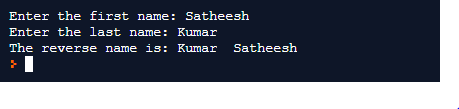 Enter the first name: Satheesh
Enter the last name: Kumar
The reverse name is: Kumar  Satheesh
>